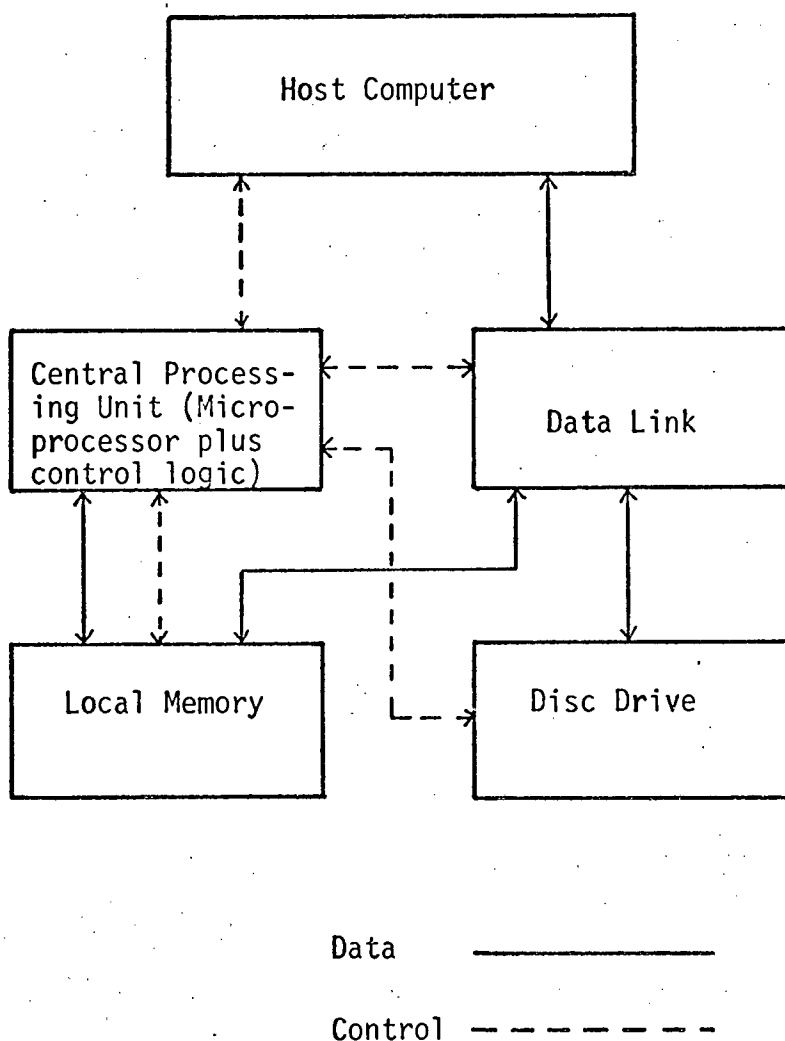 Host Computer
Central Process-
ing Unit (Micro-
processor plus
control logic)
Data Link
Local Memory
Disc Drive
Data
Control